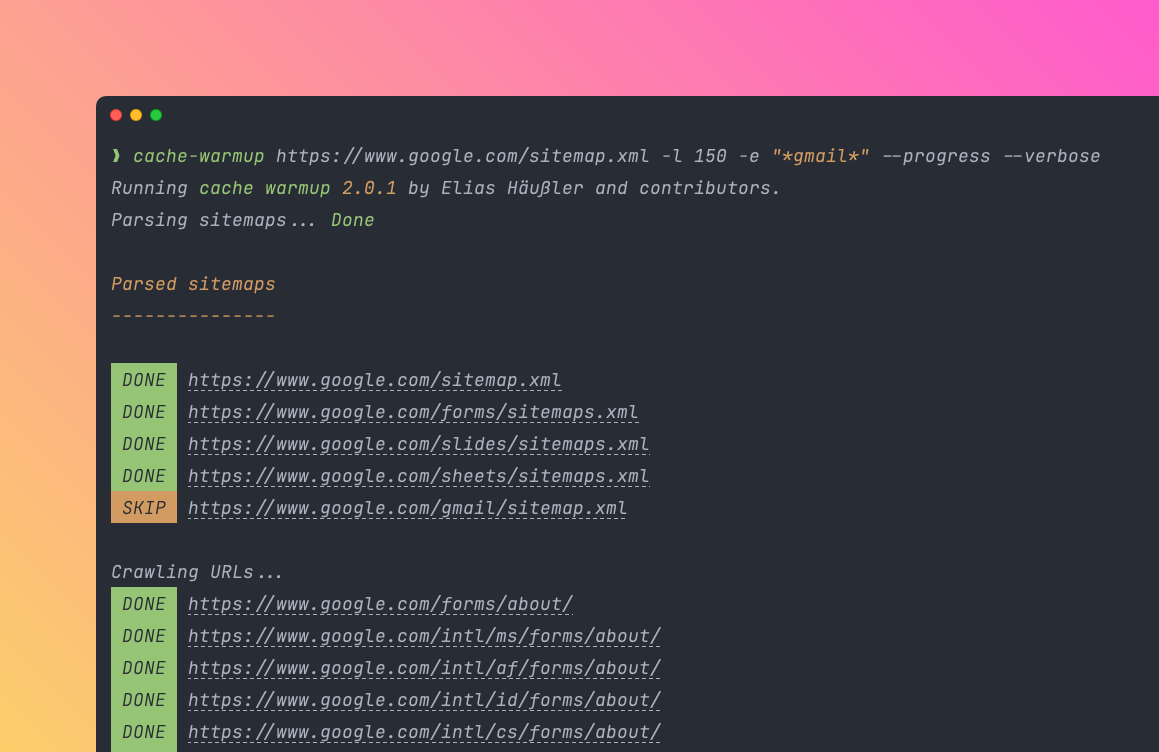 ❱ cache-warmup https://www.google.com/sitemap.xml -l 150 -e "*gmail*" --progress --verbose
Running cache warmup 2.0.1 by Elias Häußler and contributors.
Parsing sitemaps... Done
Parsed sitemaps
---------------
DONE https://www.google.com/sitemap.xml
DONE https://www.google.com/forms/sitemaps.xml
DONE https://www.google.com/slides/sitemaps.xml
DONE https://www.google.com/sheets/sitemaps.xml
SKIP https://www.google.com/gmail/sitemap.xml
Crawling URLs...
DONE https://www.google.com/forms/about/
DONE https://www.google.com/intl/ms/forms/about/
DONE https://www.google.com/intl/af/forms/about/
DONE https://www.google.com/intl/id/forms/about/
DONE https://www.google.com/intl/cs/forms/about/